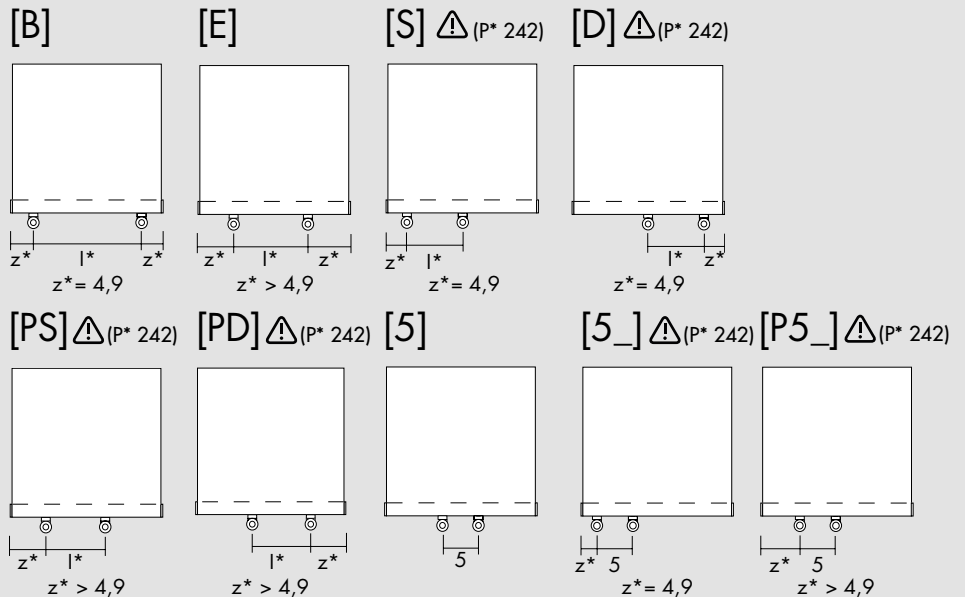 [B] [E] [S] (P* 242) [D] (P* 242)
z* l* z* z* l* z* z* l* l* z*
z*= 4,9 z* > 4,9 z*= 4,9 z*= 4,9
[PS] (P* 242) [PD] (P* 242) [5] [5_] (P* 242) [P5_] (P* 242)
z* l* l* z* 5 z* 5 z* 5
z* > 4,9 z* > 4,9 z*= 4,9 z* > 4,9